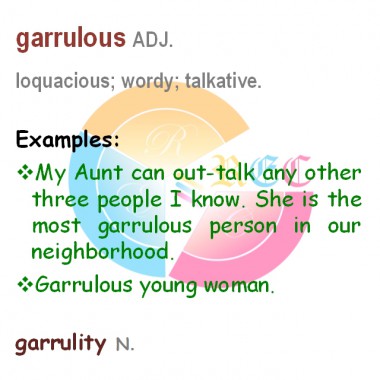 garrulous ADJ.
loquacious; wordy; talkative.
Examples:
❖My Aunt can out-talk any other
three people I know. She is the
most garrulous person in our
neighborhood.
❖Garrulous young woman.
garrulity N.